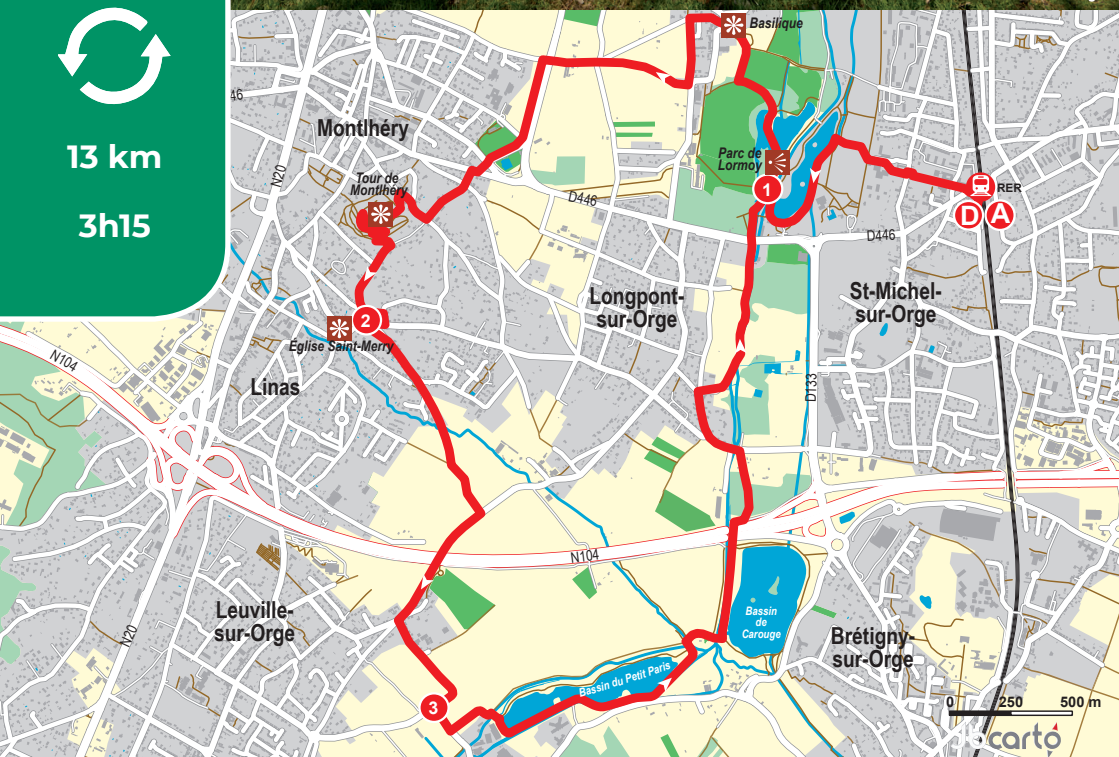 13 km
3h15
Basilique
46
Montlhéry
N20
Tour de
Montlhéry
Parc de
Lormoy
1
RER
D A
D446
D446
Longpont-
sur-Orge
St-Michel-
sur-Orge
2
Église Saint-Merry
N104
Linas
D133
N104
Leuville-
sur-Orge
Bassin
de
Carouge
Brétigny-
sur-Orge
N20
Bassin du Petit Paris
3
0 250 500 m
carto